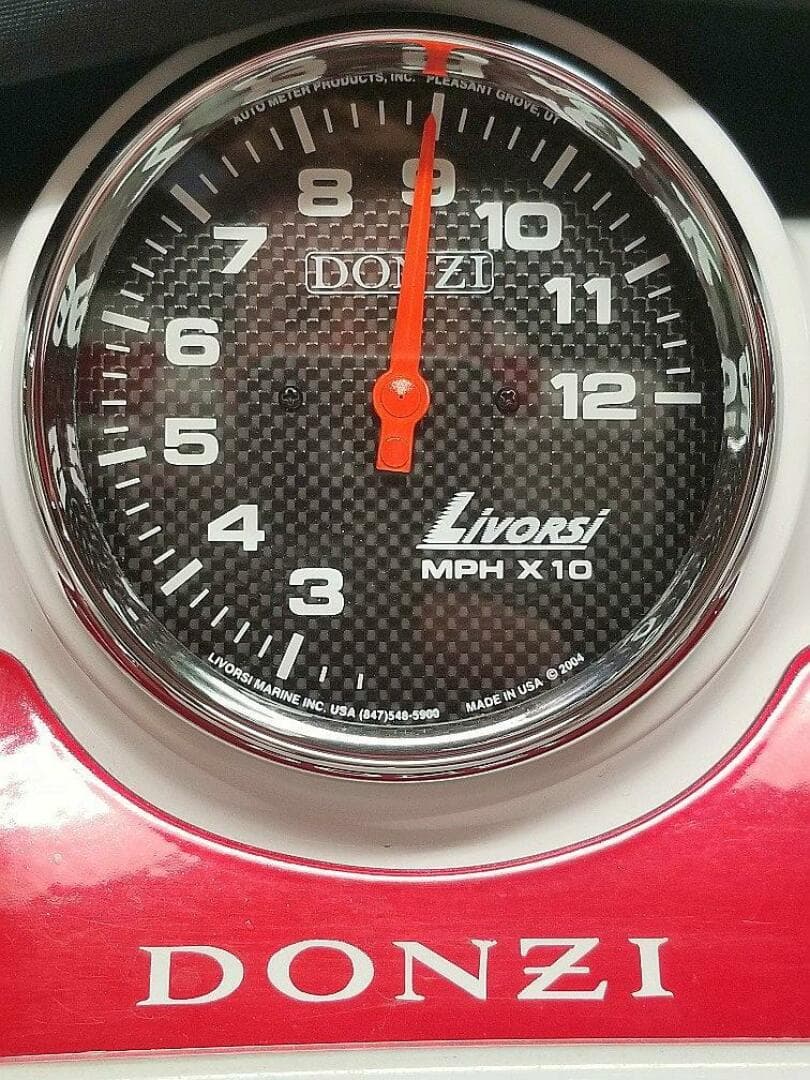 AUTO METER PRODUCTS, INC. PLEASANT GROVE, UT
8 9 10
7 11
DONZI
6 12
5
4
LIVORSI
3
MPH X 10
LIVORSI MARINE INC. USA (847)548-5900 MADE IN USA © 2004
DONZI